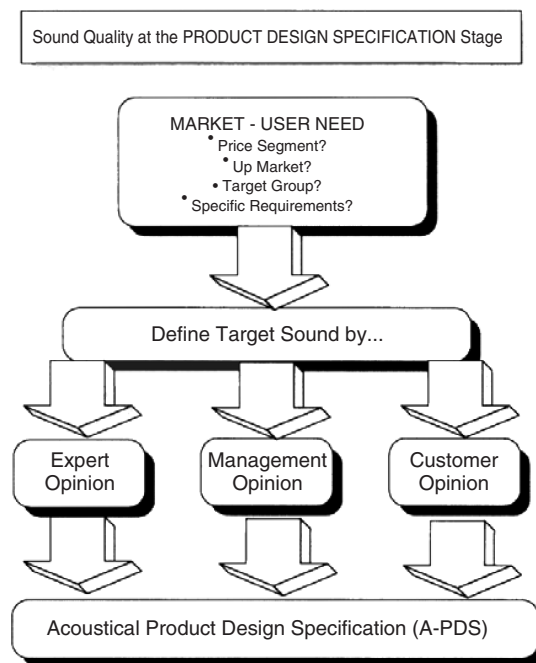 Sound Quality at the PRODUCT DESIGN SPECIFICATION Stage
MARKET - USER NEED
• Price Segment?
• Up Market?
• Target Group?
• Specific Requirements?
Define Target Sound by...
Expert
Opinion
Management
Opinion
Customer
Opinion
Acoustical Product Design Specification (A-PDS)